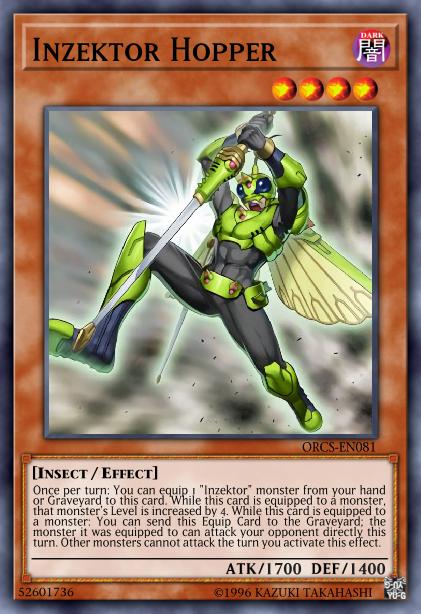 INZEKTOR HOPPER
DARK
闇
ORCS-EN081
[INSECT / EFFECT]
Once per turn: You can equip 1 "Inzektor" monster from your hand
or Graveyard to this card. While this card is equipped to a monster,
that monster's Level is increased by 4. While this card is equipped to
a monster: You can send this Equip Card to the Graveyard; the
monster it was equipped to can attack your opponent directly this
turn. Other monsters cannot attack the turn you activate this effect.
ATK/1700 DEF/1400
52601736
©1996 KAZUKI TAKAHASHI